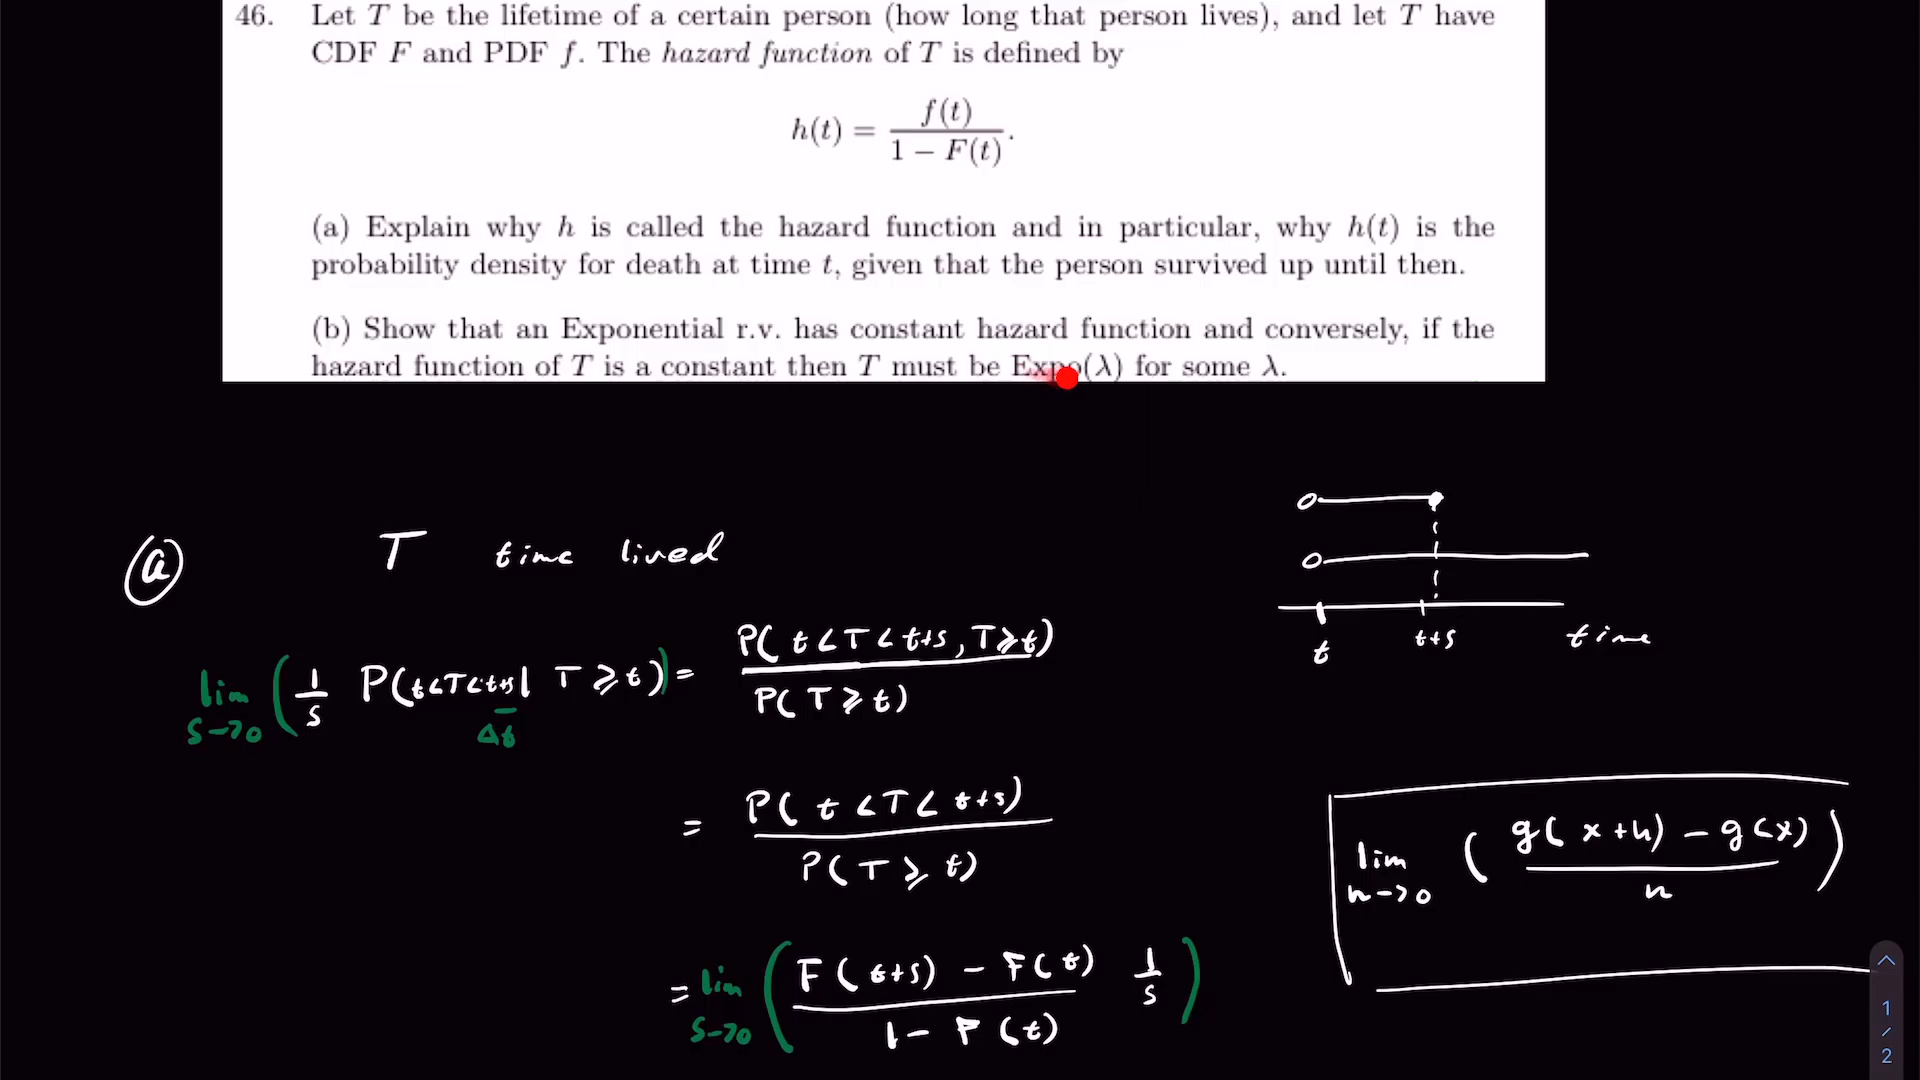 46. Let T be the lifetime of a certain person (how long that person lives), and let T have
CDF F and PDF f. The hazard function of T is defined by
h(t) = f(t) / (1 − F(t)).
(a) Explain why h is called the hazard function and in particular, why h(t) is the
probability density for death at time t, given that the person survived up until then.
(b) Show that an Exponential r.v. has constant hazard function and conversely, if the
hazard function of T is a constant then T must be Expo(λ) for some λ.
(a) T time lived
t t+s time
lim s→0 ( 1/s P(t<T<t+s | T ≥ t) ) = P( t<T<t+s, T≥t) / P( T ≥ t)
Δt
= P( t <T< t+s) / P( T ≥ t)
lim h→0 ( g( x+h) − g(x) / h )
= lim s→0 ( F( t+s) − F(t) / 1 − F(t) 1/s )
1
/
2